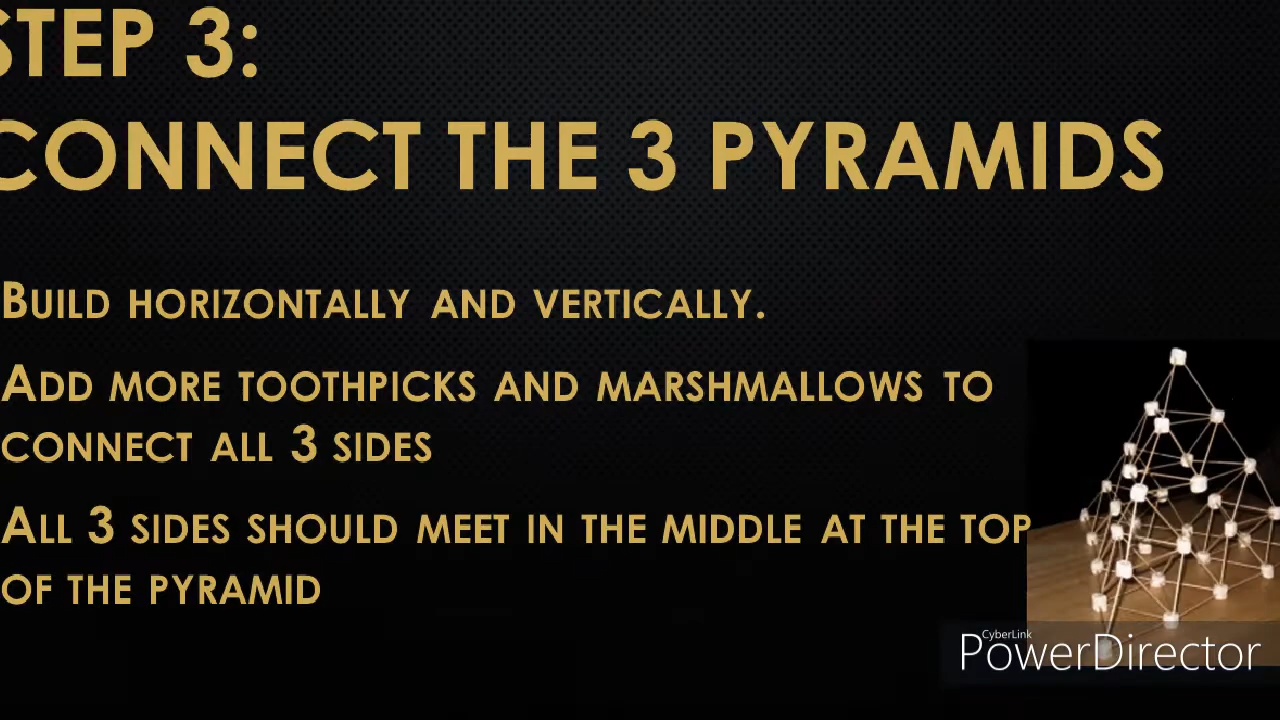 STEP 3:
CONNECT THE 3 PYRAMIDS
BUILD HORIZONTALLY AND VERTICALLY.
ADD MORE TOOTHPICKS AND MARSHMALLOWS TO
CONNECT ALL 3 SIDES
ALL 3 SIDES SHOULD MEET IN THE MIDDLE AT THE TOP
OF THE PYRAMID
CyberLink
PowerDirector